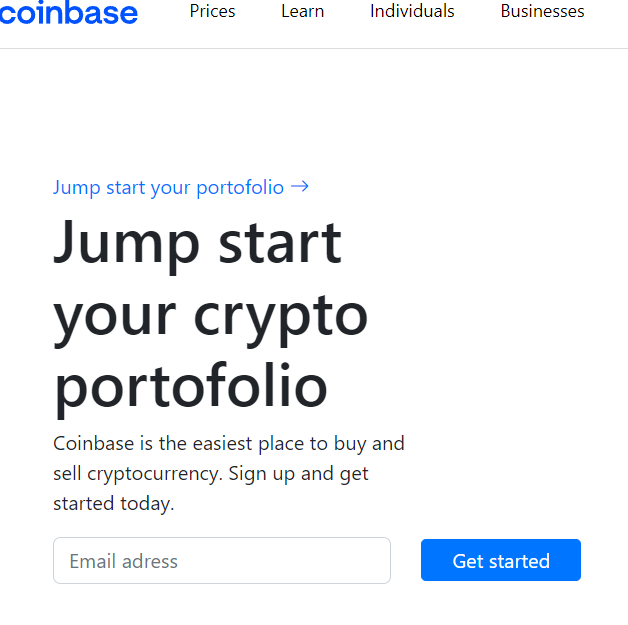 coinbase Prices Learn Individuals Businesses
Jump start your portofolio →
Jump start
your crypto
portofolio
Coinbase is the easiest place to buy and
sell cryptocurrency. Sign up and get
started today.
Email adress Get started